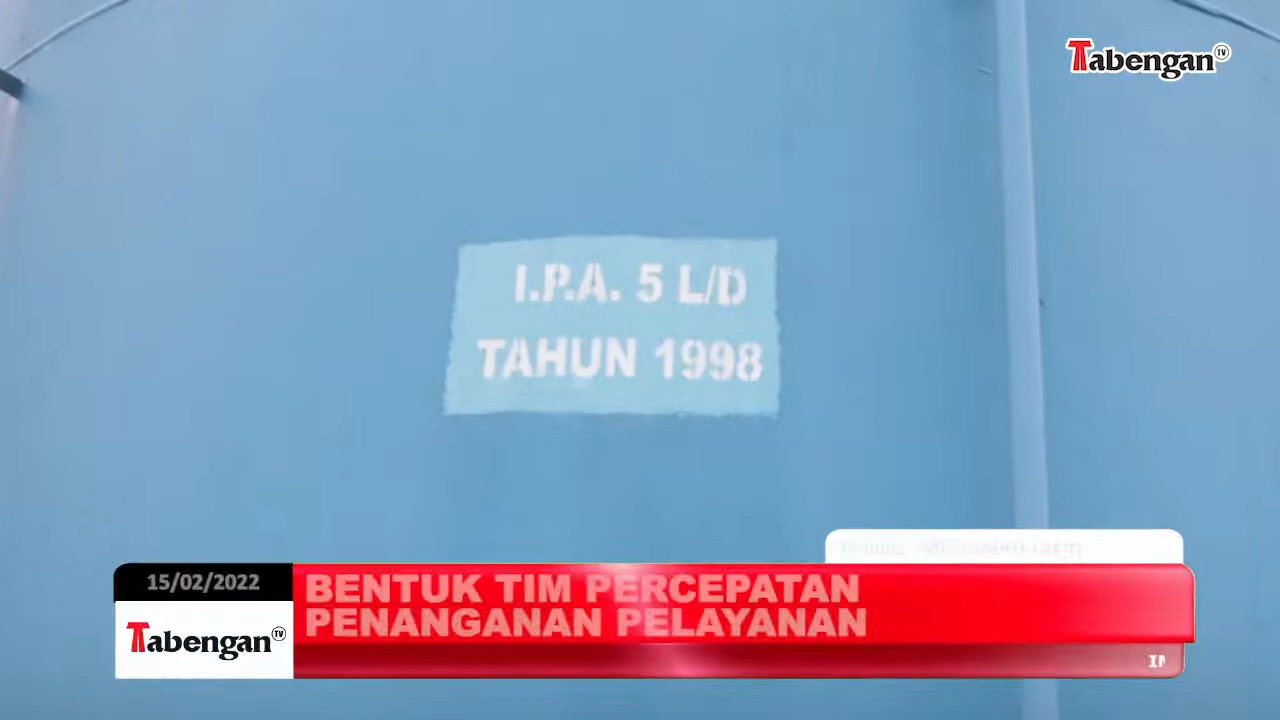 Tabengan TV
I.P.A. 5 L/D
TAHUN 1998
15/02/2022
BENTUK TIM PERCEPATAN
PENANGANAN PELAYANAN
Tabengan TV